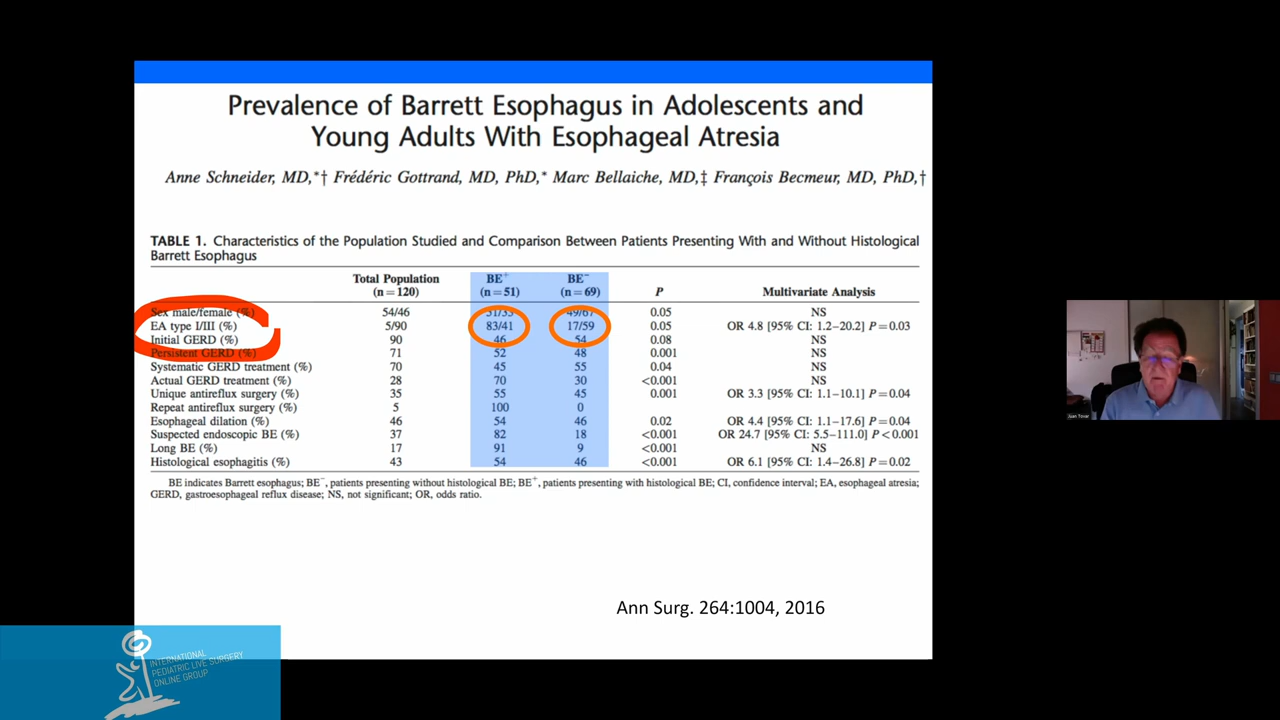 Prevalence of Barrett Esophagus in Adolescents and
Young Adults With Esophageal Atresia
Anne Schneider, MD,*† Frédéric Gottrand, MD, PhD,* Marc Bellaiche, MD,‡ François Becmeur, MD, PhD,†
TABLE 1. Characteristics of the Population Studied and Comparison Between Patients Presenting With and Without Histological
Barrett Esophagus
Total Population (n=120) BE+ (n=51) BE− (n=69) P Multivariate Analysis
Sex male/female (%) 54/46 51/35 49/67 0.05 NS
EA type I/III (%) 5/90 83/41 17/59 0.05 OR 4.8 [95% CI: 1.2–20.2] P=0.03
Initial GERD (%) 90 46 54 0.08 NS
Persistent GERD (%) 71 52 48 0.001 NS
Systematic GERD treatment (%) 70 45 55 0.04 NS
Actual GERD treatment (%) 28 70 30 <0.001 NS
Unique antireflux surgery (%) 35 55 45 0.001 OR 3.3 [95% CI: 1.1–10.1] P=0.04
Repeat antireflux surgery (%) 5 100 0
Esophageal dilation (%) 46 54 46 0.02 OR 4.4 [95% CI: 1.1–17.6] P=0.04
Suspected endoscopic BE (%) 37 82 18 <0.001 OR 24.7 [95% CI: 5.5–111.0] P<0.001
Long BE (%) 17 91 9 <0.001 NS
Histological esophagitis (%) 43 54 46 <0.001 OR 6.1 [95% CI: 1.4–26.8] P=0.02
BE indicates Barrett esophagus; BE−, patients presenting without histological BE; BE+, patients presenting with histological BE; CI, confidence interval; EA, esophageal atresia;
GERD, gastroesophageal reflux disease; NS, not significant; OR, odds ratio.
Ann Surg. 264:1004, 2016
INTERNATIONAL
PEDIATRIC LIVE SURGERY
ONLINE GROUP
Tovar